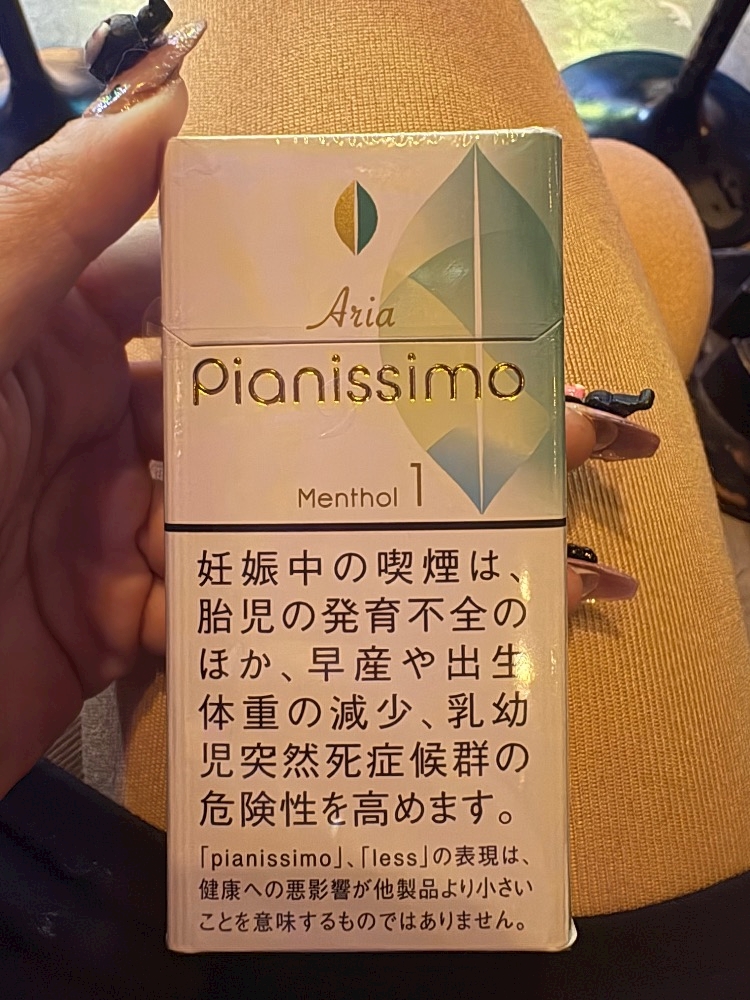 Aria
Pianissimo
Menthol 1
妊娠中の喫煙は、
胎児の発育不全の
ほか、早産や出生
体重の減少、乳幼
児突然死症候群の
危険性を高めます。
「pianissimo」、「less」の表現は、
健康への悪影響が他製品より小さい
ことを意味するものではありません。